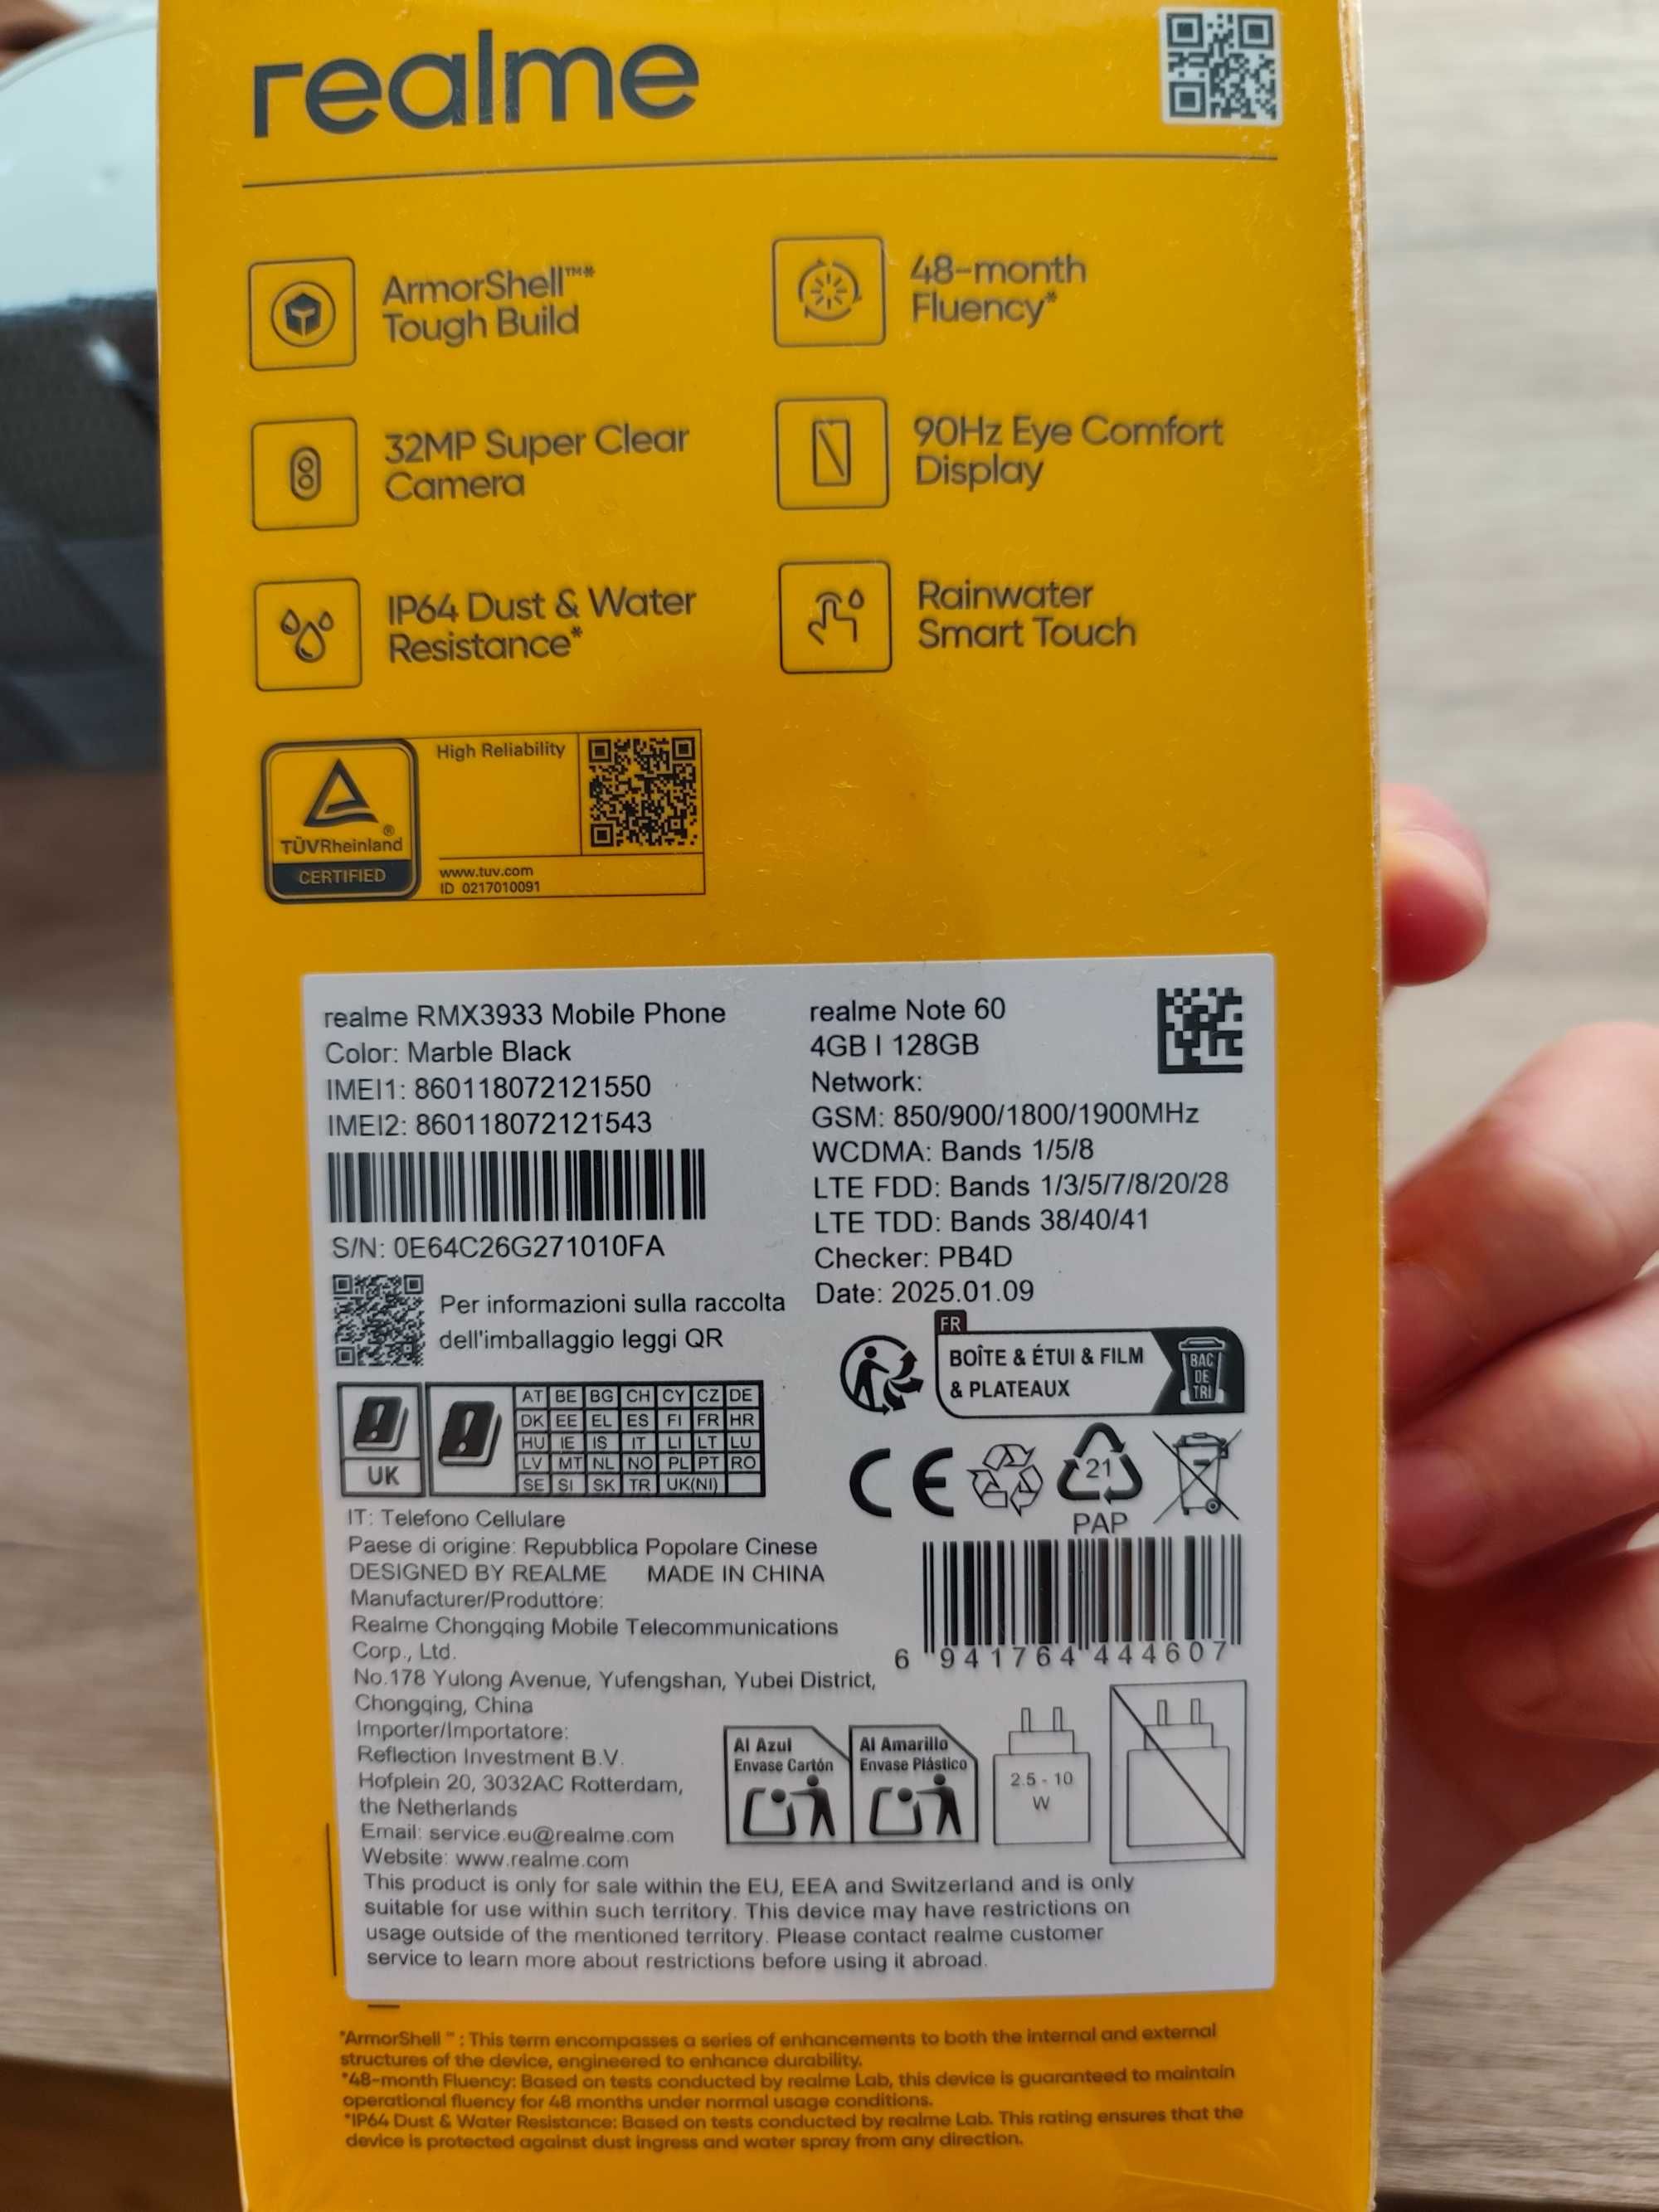 realme
ArmorShell™*
Tough Build
48-month
Fluency*
32MP Super Clear
Camera
90Hz Eye Comfort
Display
IP64 Dust & Water
Resistance*
Rainwater
Smart Touch
TÜVRheinland®
CERTIFIED
High Reliability
www.tuv.com
ID 0217010091
realme RMX3933 Mobile Phone
Color: Marble Black
IMEI1: 860118072121550
IMEI2: 860118072121543
S/N: 0E64C26G271010FA
realme Note 60
4GB | 128GB
Network:
GSM: 850/900/1800/1900MHz
WCDMA: Bands 1/5/8
LTE FDD: Bands 1/3/5/7/8/20/28
LTE TDD: Bands 38/40/41
Checker: PB4D
Date: 2025.01.09
Per informazioni sulla raccolta
dell'imballaggio leggi QR
FR
BOÎTE & ÉTUI & FILM
& PLATEAUX
BAC
DE
TRI
UK
AT BE BG CH CY CZ DE
DK EE EL ES FI FR HR
HU IE IS IT LI LT LU
LV MT NL NO PL PT RO
SE SI SK TR UK(NI)
CE
21
PAP
IT: Telefono Cellulare
Paese di origine: Repubblica Popolare Cinese
DESIGNED BY REALME MADE IN CHINA
Manufacturer/Produttore:
Realme Chongqing Mobile Telecommunications
Corp., Ltd.
No.178 Yulong Avenue, Yufengshan, Yubei District,
Chongqing, China
Importer/Importatore:
Reflection Investment B.V.
Hofplein 20, 3032AC Rotterdam,
the Netherlands
Email: service.eu@realme.com
Website: www.realme.com
6 941764 444607
Al Azul
Envase Cartón
Al Amarillo
Envase Plástico
2.5 - 10
W
This product is only for sale within the EU, EEA and Switzerland and is only
suitable for use within such territory. This device may have restrictions on
usage outside of the mentioned territory. Please contact realme customer
service to learn more about restrictions before using it abroad.
*ArmorShell™: This term encompasses a series of enhancements to both the internal and external
structures of the device, engineered to enhance durability.
*48-month Fluency: Based on tests conducted by realme Lab, this device is guaranteed to maintain
operational fluency for 48 months under normal usage conditions.
*IP64 Dust & Water Resistance: Based on tests conducted by realme Lab. This rating ensures that the
device is protected against dust ingress and water spray from any direction.